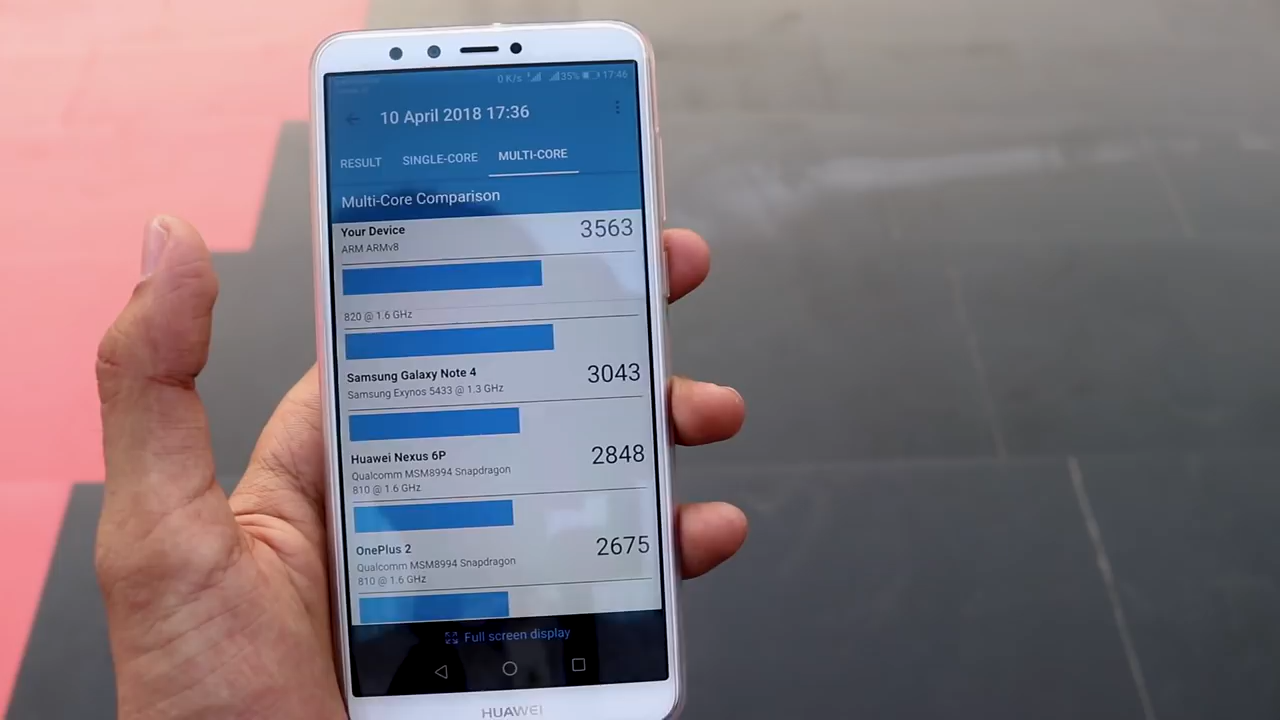 0 K/s 35% 17:46
10 April 2018 17:36
RESULT SINGLE-CORE MULTI-CORE
Multi-Core Comparison
Your Device 3563
ARM ARMv8
820 @ 1.6 GHz
Samsung Galaxy Note 4 3043
Samsung Exynos 5433 @ 1.3 GHz
Huawei Nexus 6P 2848
Qualcomm MSM8994 Snapdragon
810 @ 1.6 GHz
OnePlus 2 2675
Qualcomm MSM8994 Snapdragon
810 @ 1.6 GHz
Full screen display
HUAWEI